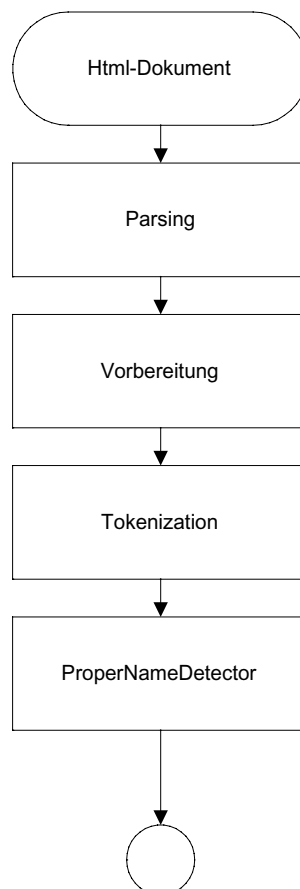 Html-Dokument
Parsing
Vorbereitung
Tokenization
ProperNameDetector